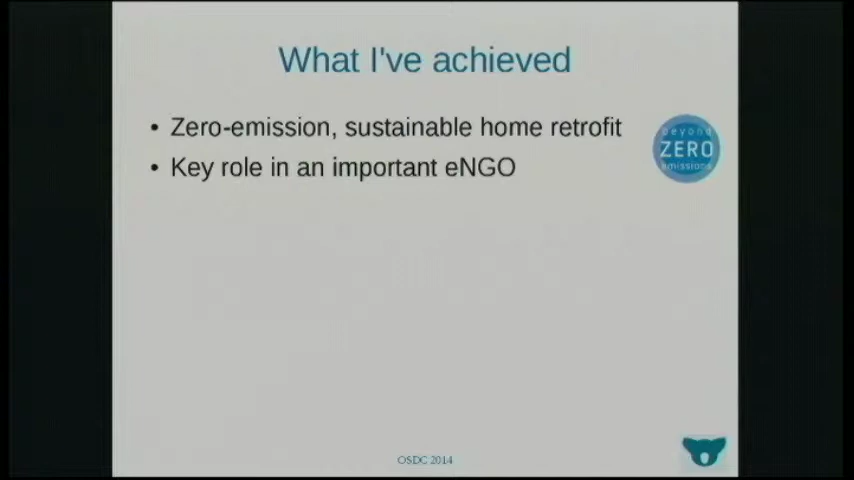 What I've achieved
• Zero-emission, sustainable home retrofit
• Key role in an important eNGO
beyond
ZERO
emissions
OSDC 2014